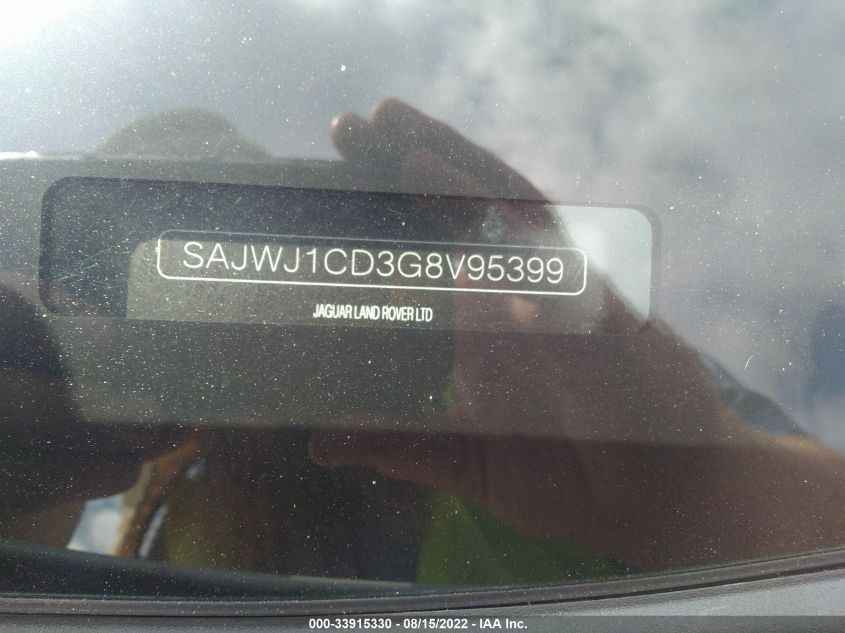 SAJWJ1CD3G8V95399
JAGUAR LAND ROVER LTD
000-33915330 - 08/15/2022 - IAA Inc.